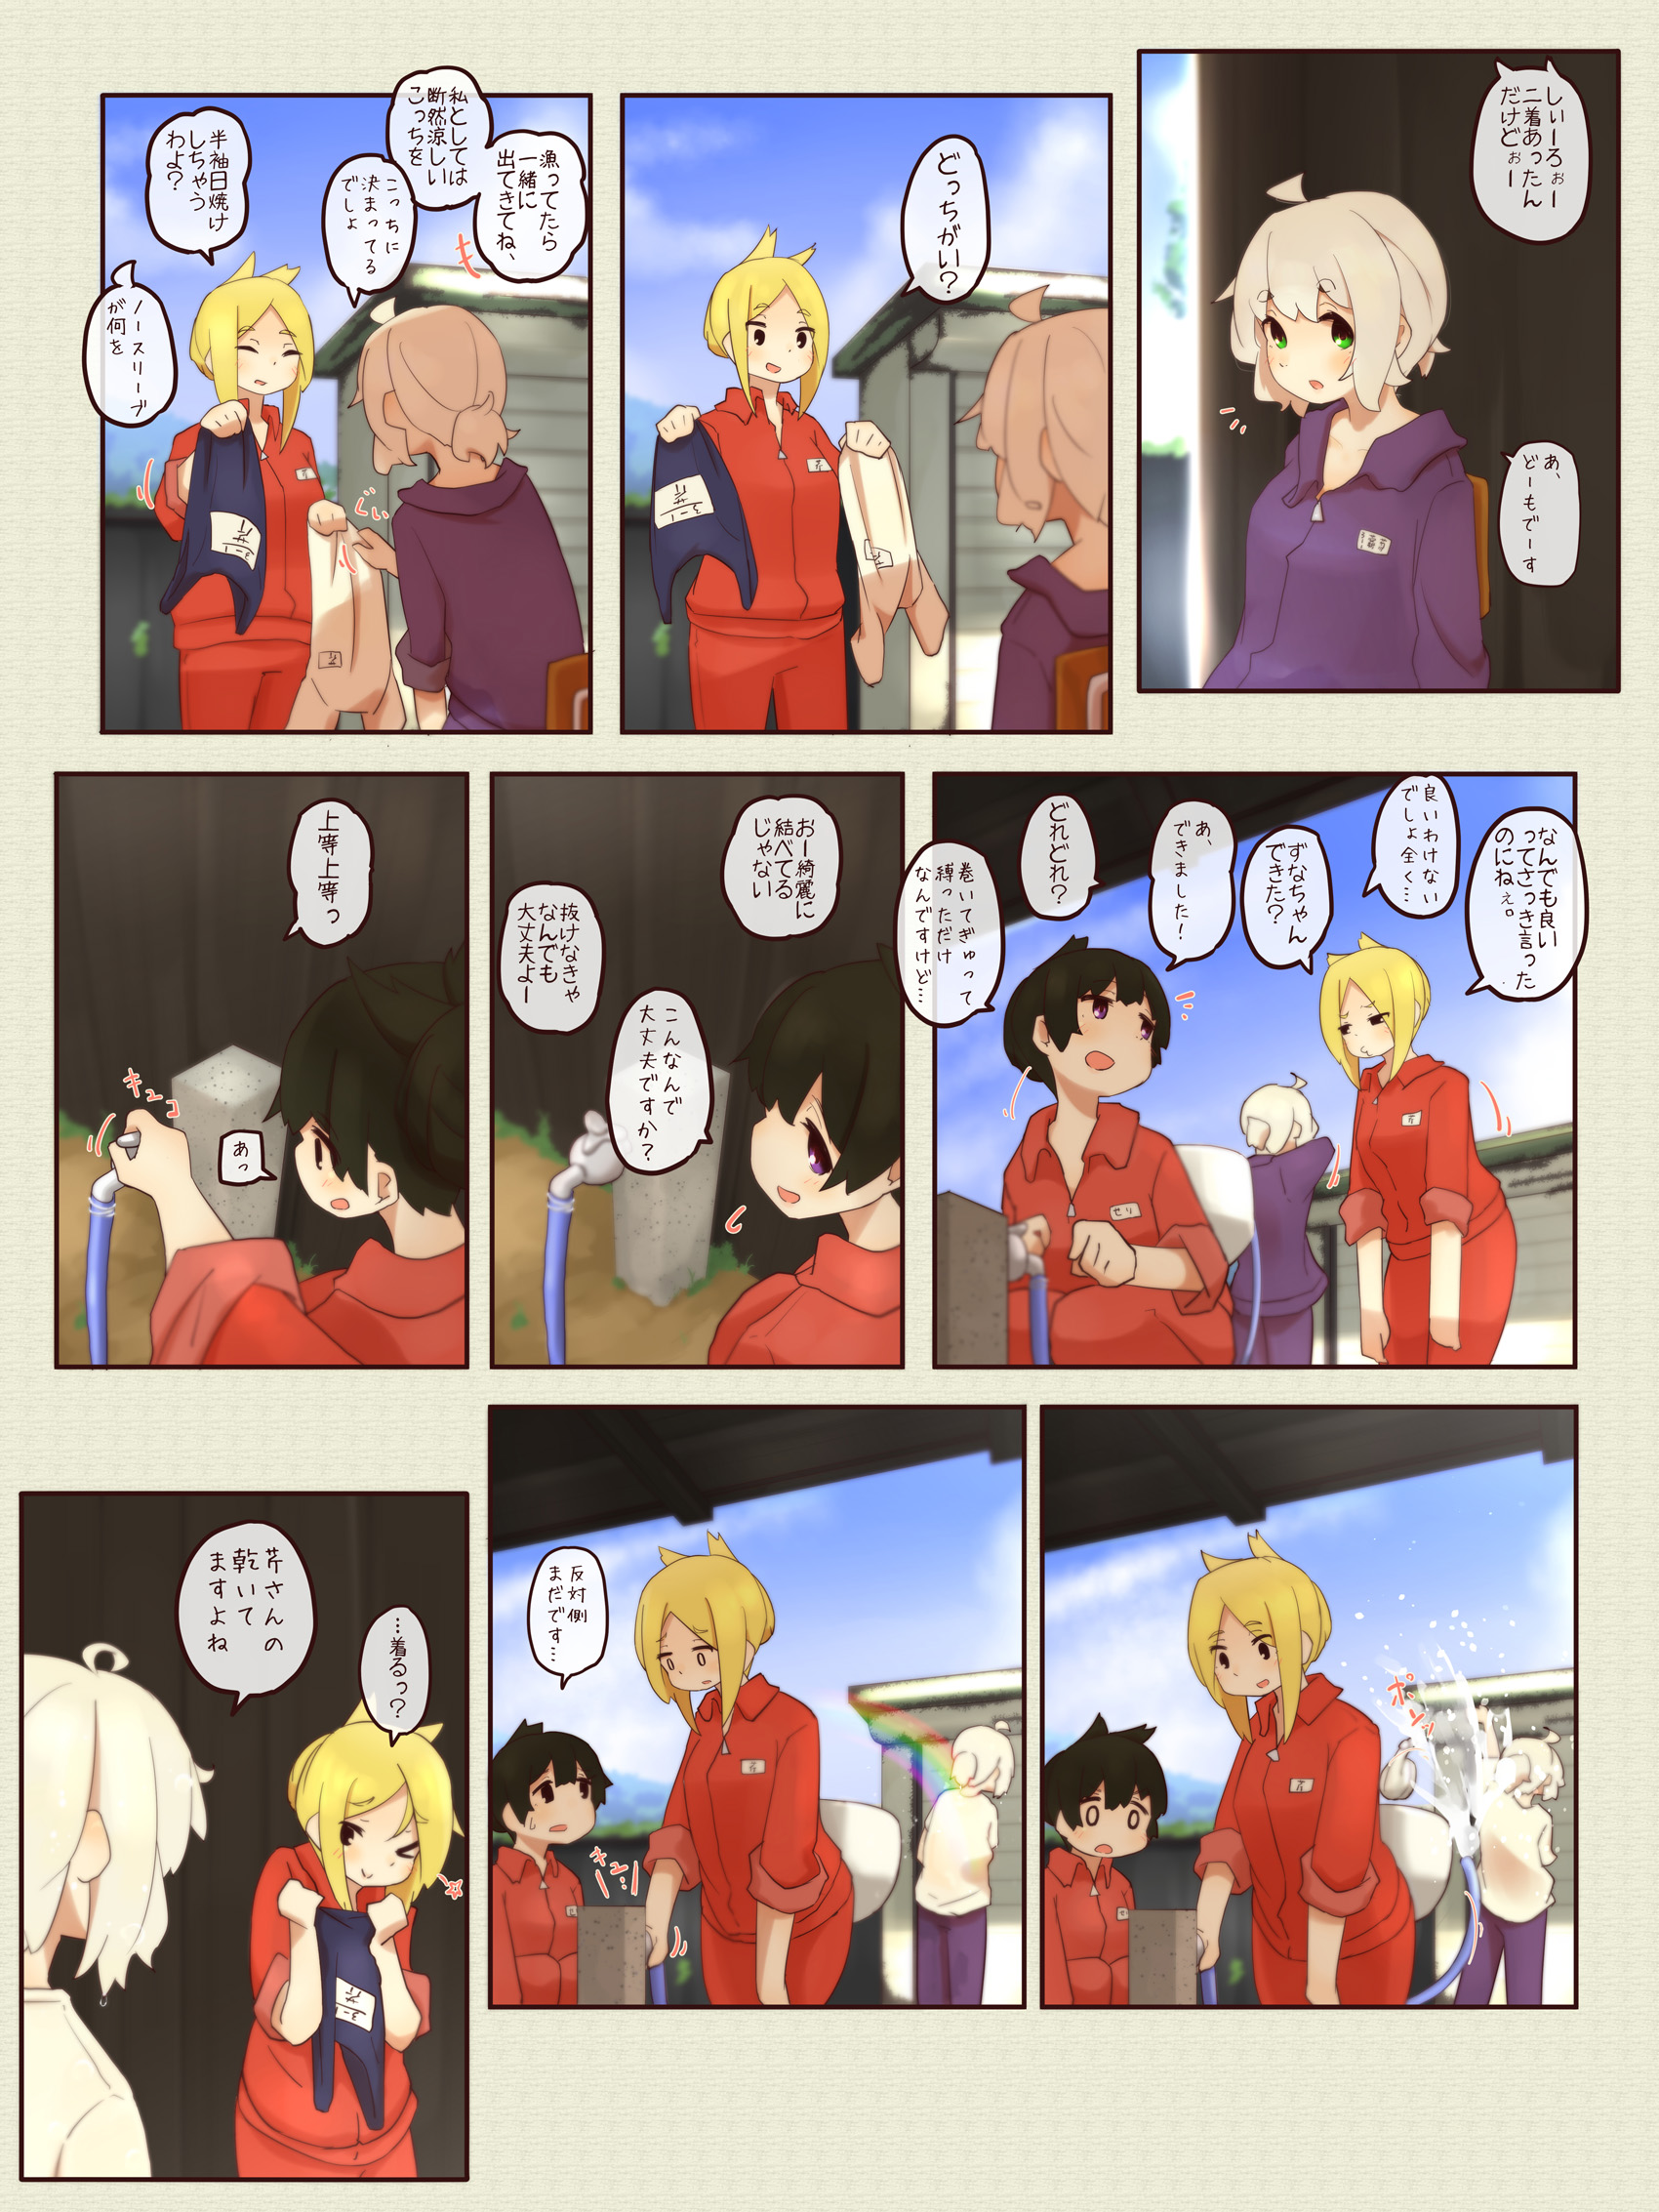 しぃーろぉー
二着あったん
だけどぉー
あ、
どーもでーす
どっちがい?
漁ってたら
一緒に
出てきてね、
私としては
断然涼しい
こっちを
こっちに
決まってる
でしょ
半袖日焼け
しちゃう
わよ?
ノースリーブ
が何を
ぐい
なんでも良い
ってさっき言った
のにねぇ。
良いわけない
でしょ全く…
ずなちゃん
できた?
あ、
できました!
どれどれ?
巻いてぎゅって
縛っただけ
なんですけど…
セリ
おー綺麗に
結べてる
じゃない
こんなんで
大丈夫ですか?
抜けなきゃ
なんでも
大丈夫よー
上等上等っ
あっ
キュッ
ポンッ
反対側
まだです…
キュッ
…着るっ?
芹さんの
乾いて
ますよね